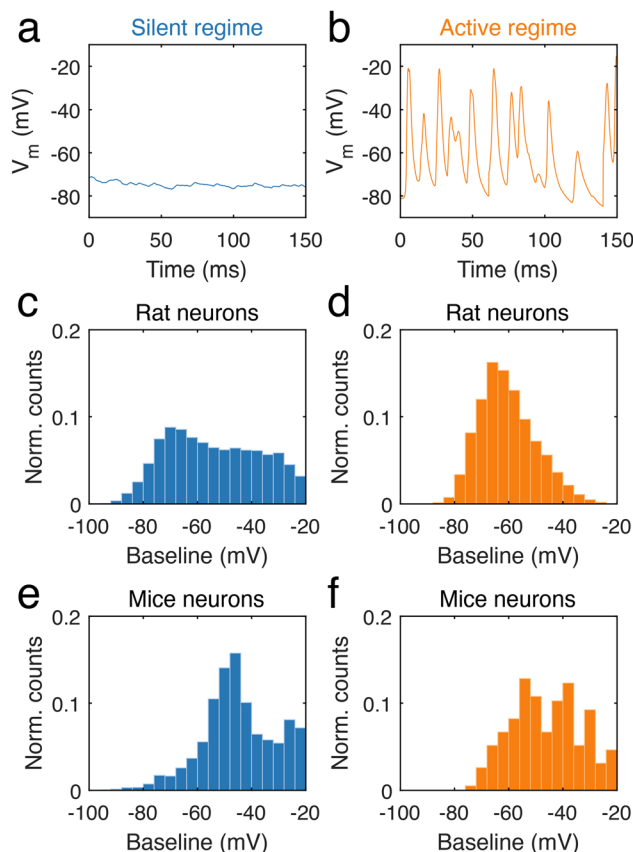 a
Silent regime
b
Active regime
-20
-40
-60
-80
Vm (mV)
0
50
100
150
Time (ms)
-20
-40
-60
-80
Vm (mV)
0
50
100
150
Time (ms)
c
Rat neurons
d
Rat neurons
0.2
0.1
0
Norm. counts
-100
-80
-60
-40
-20
Baseline (mV)
0.2
0.1
0
Norm. counts
-100
-80
-60
-40
-20
Baseline (mV)
e
Mice neurons
f
Mice neurons
0.2
0.1
0
Norm. counts
-100
-80
-60
-40
-20
Baseline (mV)
0.2
0.1
0
Norm. counts
-100
-80
-60
-40
-20
Baseline (mV)